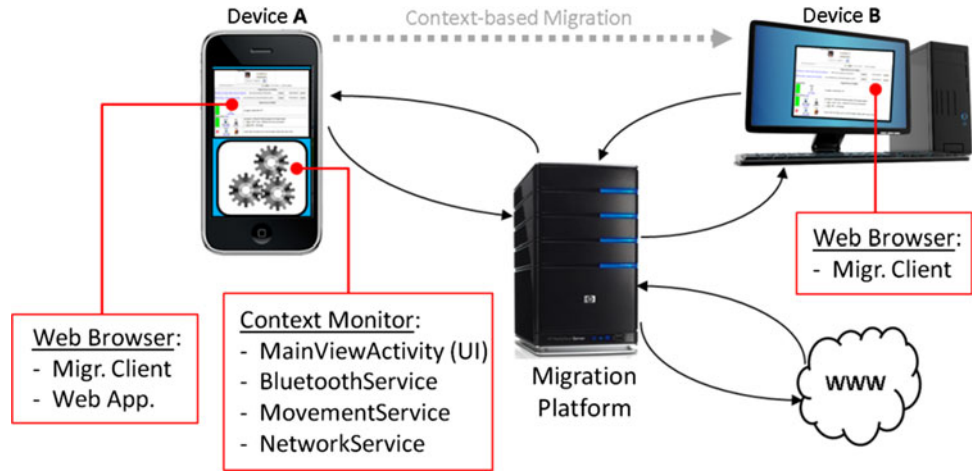 Device A
Context-based Migration
Device B
Web Browser:
- Migr. Client
Web Browser:
- Migr. Client
- Web App.
Context Monitor:
- MainViewActivity (UI)
- BluetoothService
- MovementService
- NetworkService
hp
Migration
Platform
WWW